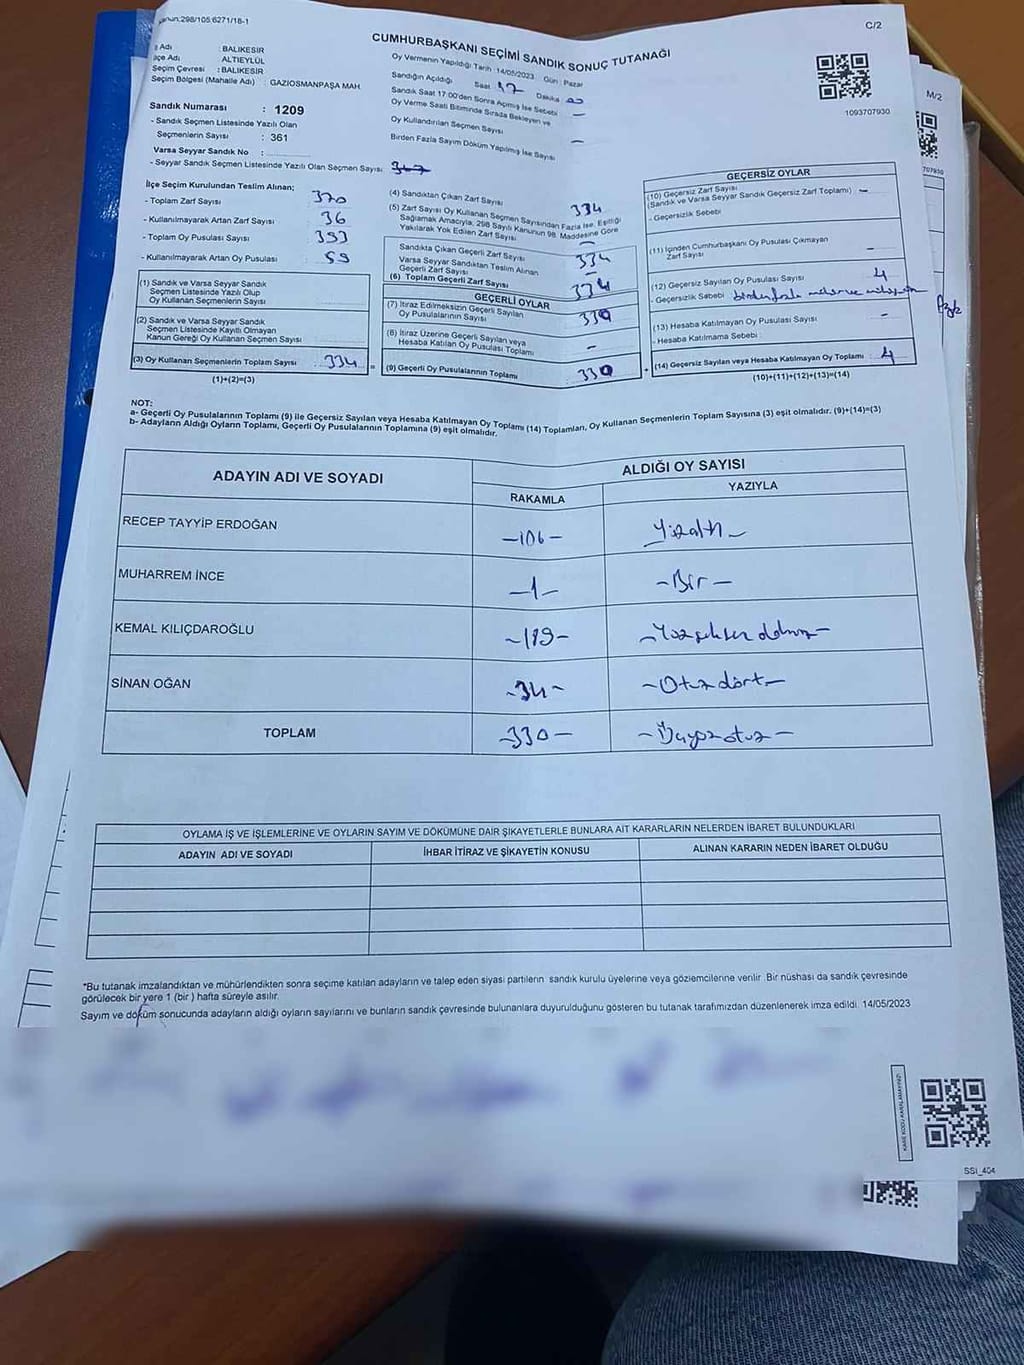 Kanun:298/105.6271/18-1
C/2
CUMHURBAŞKANI SEÇİMİ SANDIK SONUÇ TUTANAĞI
İl Adı : BALIKESİR
İlçe Adı : ALTIEYLÜL
Seçim Çevresi : BALIKESİR
Seçim Bölgesi (Mahalle Adı) : GAZIOSMANPAŞA MAH.
Sandık Numarası : 1209
- Sandık Seçmen Listesinde Yazılı Olan
Seçmenlerin Sayısı : 361
Varsa Seyyar Sandık No :
- Seyyar Sandık Seçmen Listesinde Yazılı Olan Seçmen Sayısı
Oy Vermenin Yapıldığı Tarih :14/05/2023 Gün : Pazar
Sandığın Açıldığı Saat 17 Dakika
Sandık Saat 17:00'den Sonra Açmış İse Sebebi
Oy Verme Saati Bitiminde Sırada Bekleyen ve
Oy Kullandırılan Seçmen Sayısı —
Birden Fazla Sayım Döküm Yapılmış İse Sayısı —
1093707930
M/2
İlçe Seçim Kurulundan Teslim Alınan;
- Toplam Zarf Sayısı 370
- Kullanılmayarak Artan Zarf Sayısı 36
- Toplam Oy Pusulası Sayısı 393
- Kullanılmayarak Artan Oy Pusulası 59
(1) Sandık ve Varsa Seyyar Sandık
Seçmen Listesinde Yazılı Olup
Oy Kullanan Seçmenlerin Sayısı
(2) Sandık ve Varsa Seyyar Sandık
Seçmen Listesinde Kayıtlı Olmayan
Kanun Gereği Oy Kullanan Seçmen Sayısı
(3) Oy Kullanan Seçmenlerin Toplam Sayısı 334
(1)+(2)=(3)
(4) Sandıktan Çıkan Zarf Sayısı 334
(5) Zarf Sayısı Oy Kullanan Seçmen Sayısından Fazla İse, Eşitliği
Sağlamak Amacıyla, 298 Sayılı Kanunun 98. Maddesine Göre
Yakılarak Yok Edilen Zarf Sayısı —
Sandıkta Çıkan Geçerli Zarf Sayısı 334
Varsa Seyyar Sandıktan Teslim Alınan
Geçerli Zarf Sayısı —
(6) Toplam Geçerli Zarf Sayısı 334
GEÇERLİ OYLAR
(7) İtiraz Edilmeksizin Geçerli Sayılan
Oy Pusulalarının Sayısı 330
(8) İtiraz Üzerine Geçerli Sayılan veya
Hesaba Katılan Oy Pusulası Toplamı —
(9) Geçerli Oy Pusulalarının Toplamı 330
GEÇERSİZ OYLAR
(10) Geçersiz Zarf Sayısı
(Sandık ve Varsa Seyyar Sandık Geçersiz Zarf Toplamı) —
- Geçersizlik Sebebi
(11) İçinden Cumhurbaşkanı Oy Pusulası Çıkmayan
Zarf Sayısı —
(12) Geçersiz Sayılan Oy Pusulası Sayısı 4
- Geçersizlik Sebebi
(13) Hesaba Katılmayan Oy Pusulası Sayısı —
- Hesaba Katılmama Sebebi
(14) Geçersiz Sayılan veya Hesaba Katılmayan Oy Toplamı 4
(10)+(11)+(12)+(13)=(14)
NOT:
a- Geçerli Oy Pusulalarının Toplamı (9) ile Geçersiz Sayılan veya Hesaba Katılmayan Oy Toplamı (14) Toplamları, Oy Kullanan Seçmenlerin Toplam Sayısına (3) eşit olmalıdır. (9)+(14)=(3)
b- Adayların Aldığı Oyların Toplamı, Geçerli Oy Pusulalarının Toplamına (9) eşit olmalıdır.
ADAYIN ADI VE SOYADI ALDIĞI OY SAYISI
RAKAMLA YAZIYLA
RECEP TAYYİP ERDOĞAN —106— Yüzaltı—
MUHARREM İNCE —1— —Bir—
KEMAL KILIÇDAROĞLU —189— —Yüzseksen dokuz—
SİNAN OĞAN —34— —Otuzdört—
TOPLAM —330— —Üçyüzotuz—
OYLAMA İŞ VE İŞLEMLERİNE VE OYLARIN SAYIM VE DÖKÜMÜNE DAİR ŞİKAYETLERLE BUNLARA AİT KARARLARIN NELERDEN İBARET BULUNDUKLARI
ADAYIN ADI VE SOYADI İHBAR İTİRAZ VE ŞİKAYETİN KONUSU ALINAN KARARIN NEDEN İBARET OLDUĞU
*Bu tutanak imzalandıktan ve mühürlendikten sonra seçime katılan adayların ve talep eden siyasi partilerin sandık kurulu üyelerine veya gözlemcilerine verilir. Bir nüshası da sandık çevresinde
görülecek bir yere 1 (bir ) hafta süreyle asılır.
Sayım ve döküm sonucunda adayların aldığı oyların sayılarını ve bunların sandık çevresinde bulunanlara duyurulduğunu gösteren bu tutanak tarafımızdan düzenlenerek imza edildi. 14/05/2023
KARE KODU KARALAMAYINIZ!
SSİ_404